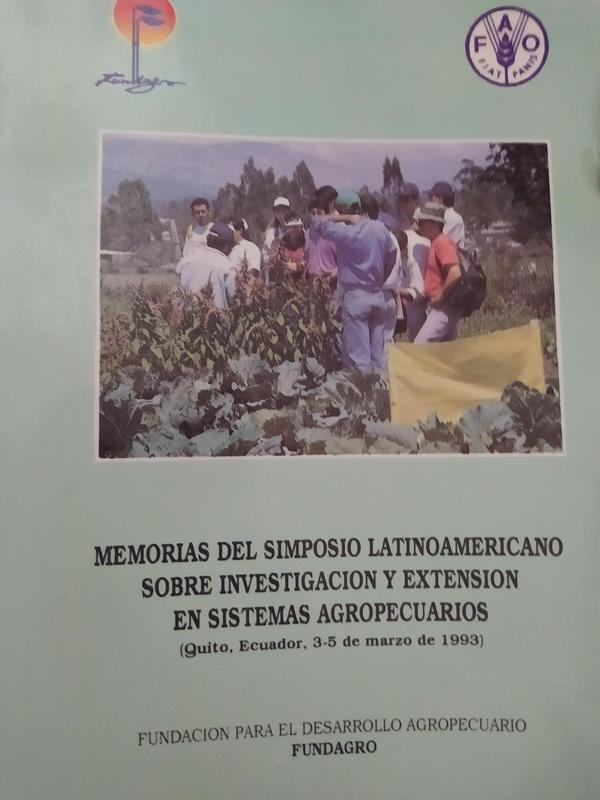 Fundagro
F A O
FIAT PANIS
MEMORIAS DEL SIMPOSIO LATINOAMERICANO
SOBRE INVESTIGACION Y EXTENSION
EN SISTEMAS AGROPECUARIOS
(Quito, Ecuador, 3-5 de marzo de 1993)
FUNDACION PARA EL DESARROLLO AGROPECUARIO
FUNDAGRO